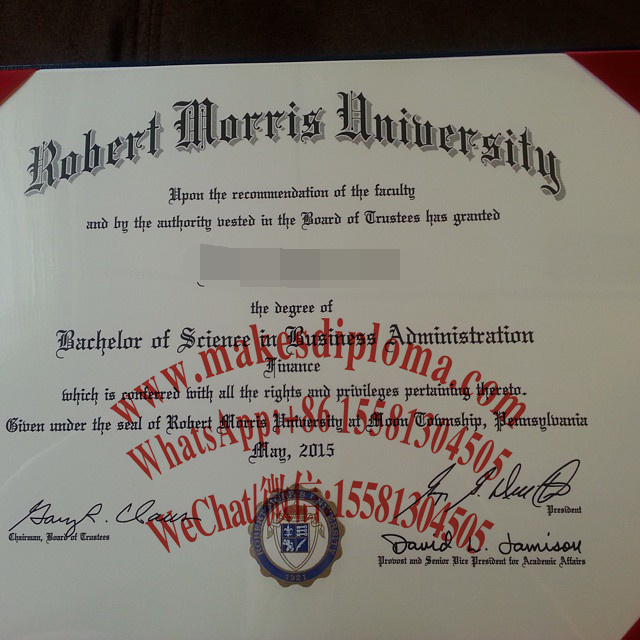 Robert Morris University
Upon the recommendation of the faculty
and by the authority vested in the Board of Trustees has granted
the degree of
Bachelor of Science in Business Administration
Finance
which is conferred with all the rights and privileges pertaining thereto.
Given under the seal of Robert Morris University at Moon Township, Pennsylvania
May, 2015
www.makesdiploma.com
WhatsApp:+86 15581304505
WeChat/微信:15581304505
President
Chairman, Board of Trustees
David L. Jamison
Provost and Senior Vice President for Academic Affairs
1921